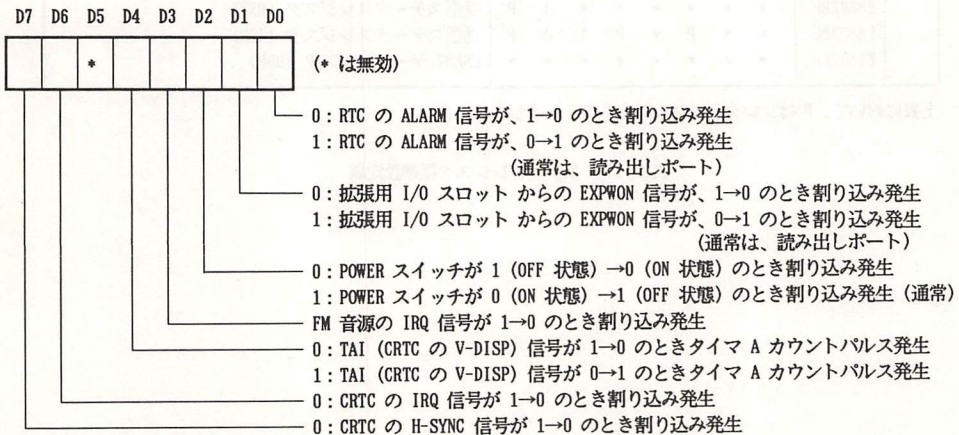 D7 D6 D5 D4 D3 D2 D1 D0
*
(* は無効)
0：RTC の ALARM 信号が、1→0 のとき割り込み発生
1：RTC の ALARM 信号が、0→1 のとき割り込み発生
(通常は、読み出しポート)
0：拡張用 I/O スロット からの EXPWON 信号が、1→0 のとき割り込み発生
1：拡張用 I/O スロット からの EXPWON 信号が、0→1 のとき割り込み発生
(通常は、読み出しポート)
0：POWER スイッチが 1 (OFF 状態) →0 (ON 状態) のとき割り込み発生
1：POWER スイッチが 0 (ON 状態) →1 (OFF 状態) のとき割り込み発生 (通常)
FM 音源の IRQ 信号が 1→0 のとき割り込み発生
0：TAI (CRTC の V-DISP) 信号が 1→0 のときタイマ A カウントパルス発生
1：TAI (CRTC の V-DISP) 信号が 0→1 のときタイマ A カウントパルス発生
0：CRTC の IRQ 信号が 1→0 のとき割り込み発生
0：CRTC の H-SYNC 信号が 1→0 のとき割り込み発生